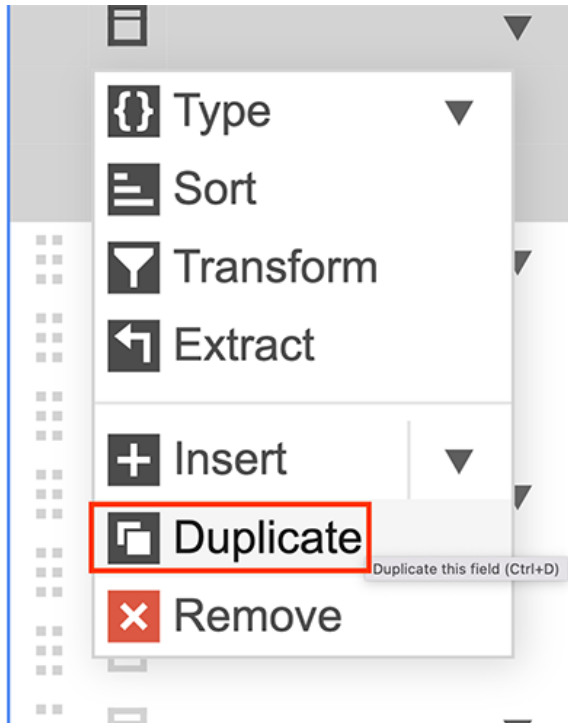 Type
Sort
Transform
Extract
Insert
Duplicate
Duplicate this field (Ctrl+D)
Remove